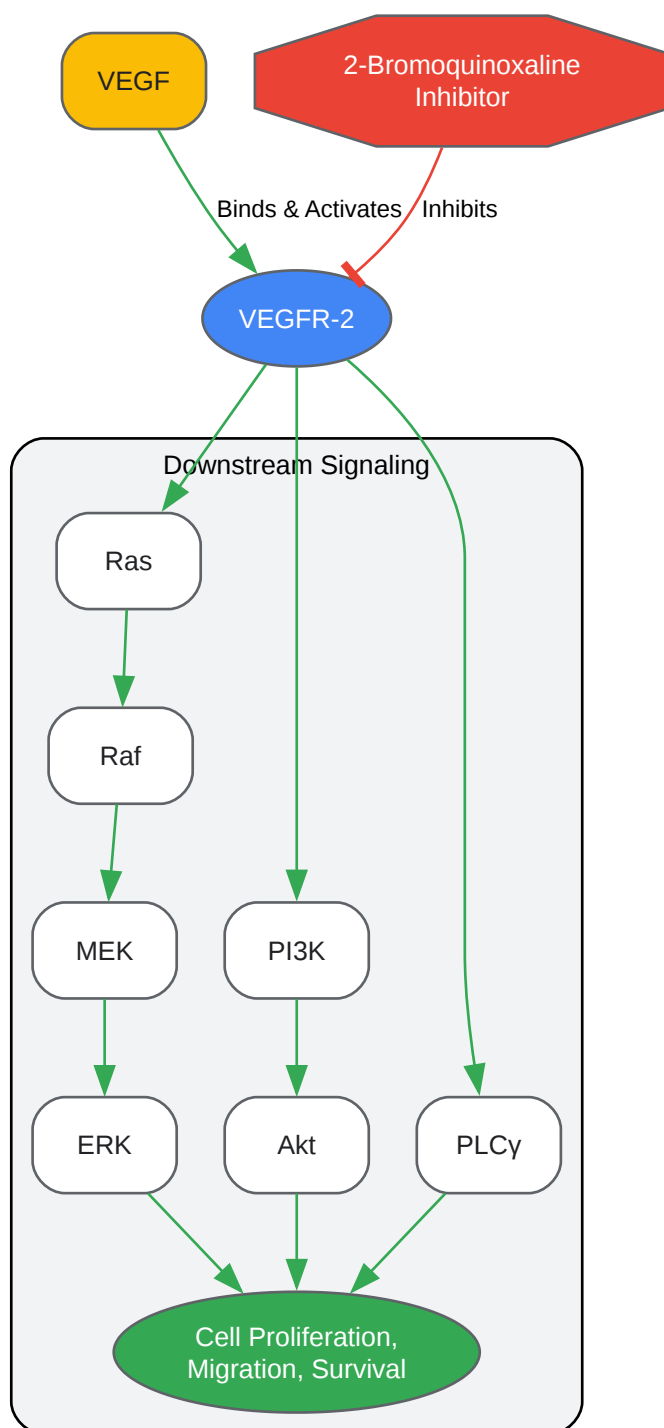 VEGF
2-Bromoquinoxaline
Inhibitor
Binds & Activates
Inhibits
VEGFR-2
Downstream Signaling
Ras
Raf
MEK
PI3K
ERK
Akt
PLCγ
Cell Proliferation,
Migration, Survival